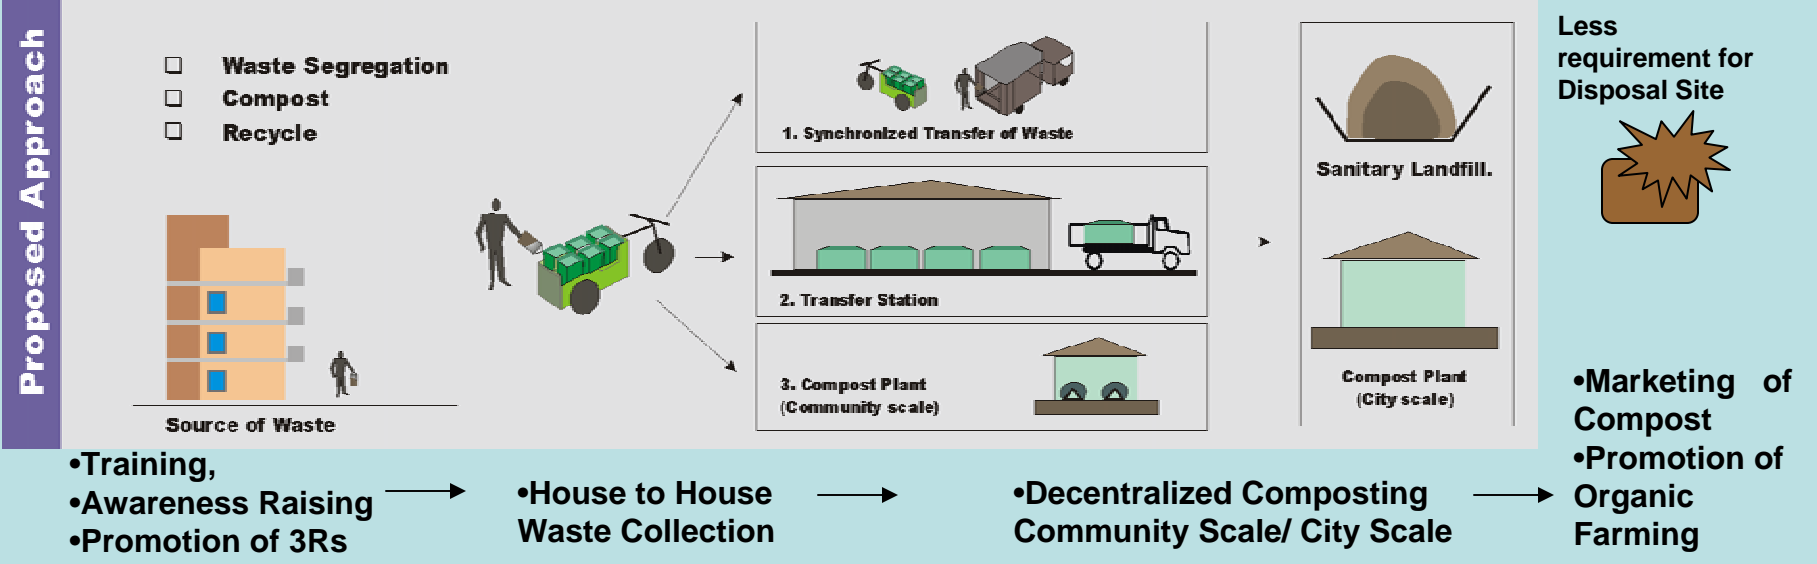 Proposed Approach
❏ Waste Segregation
❏ Compost
❏ Recycle
Source of Waste
1. Synchronized Transfer of Waste
2. Transfer Station
3. Compost Plant
(Community scale)
Sanitary Landfill.
Compost Plant
(City scale)
Less
requirement for
Disposal Site
•Training,
•Awareness Raising
•Promotion of 3Rs
•House to House
Waste Collection
•Decentralized Composting
Community Scale/ City Scale
•Marketing of
Compost
•Promotion of
Organic
Farming